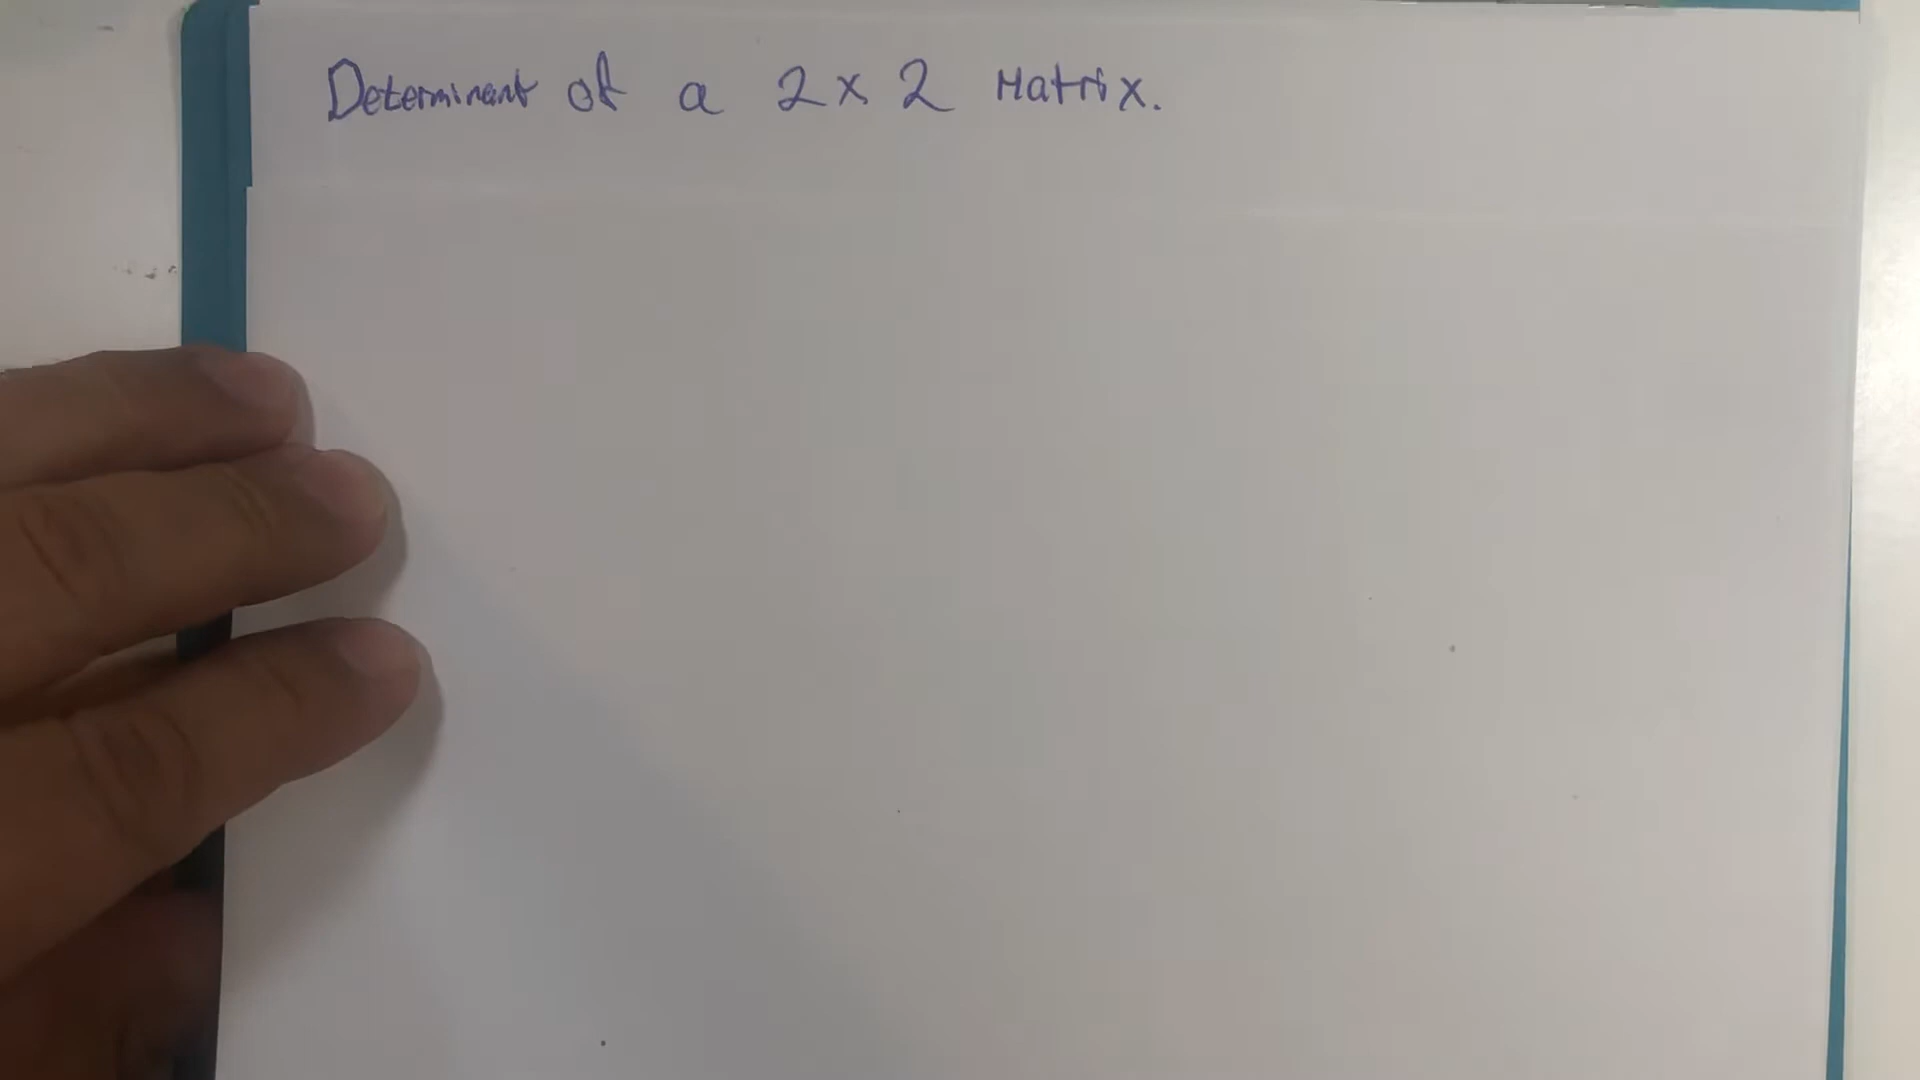 Determinant of a 2 x 2 Matrix.